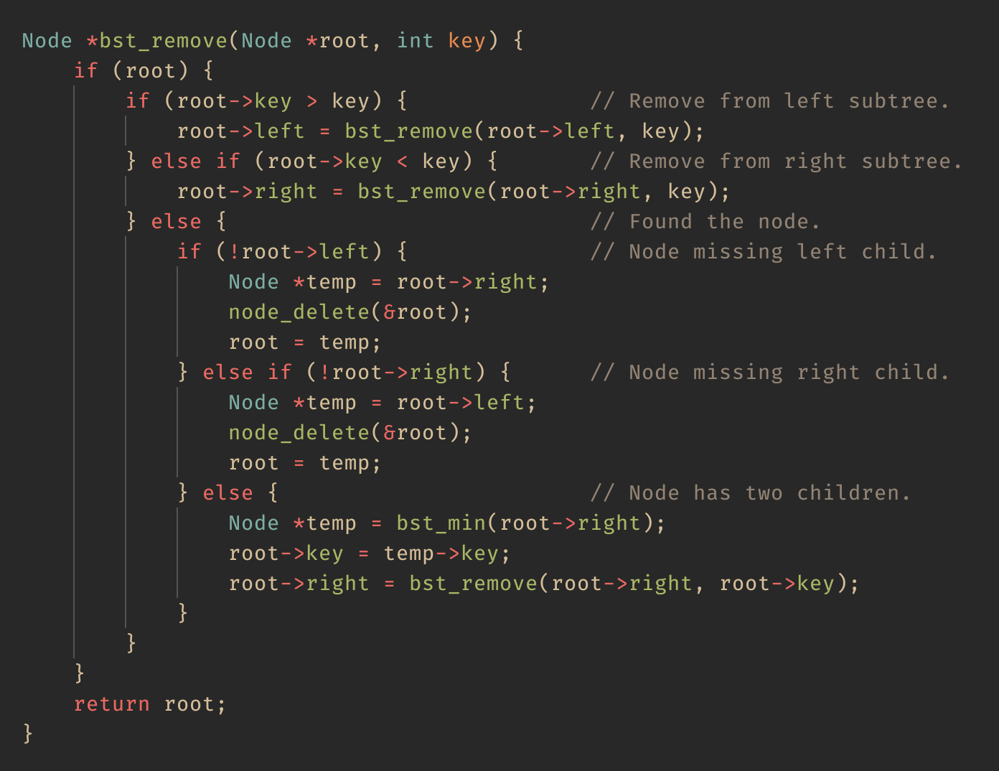 Node *bst_remove(Node *root, int key) {
    if (root) {
        if (root->key > key) {              // Remove from left subtree.
            root->left = bst_remove(root->left, key);
        } else if (root->key < key) {       // Remove from right subtree.
            root->right = bst_remove(root->right, key);
        } else {                            // Found the node.
            if (!root->left) {              // Node missing left child.
                Node *temp = root->right;
                node_delete(&root);
                root = temp;
            } else if (!root->right) {      // Node missing right child.
                Node *temp = root->left;
                node_delete(&root);
                root = temp;
            } else {                        // Node has two children.
                Node *temp = bst_min(root->right);
                root->key = temp->key;
                root->right = bst_remove(root->right, root->key);
            }
        }
    }
    return root;
}